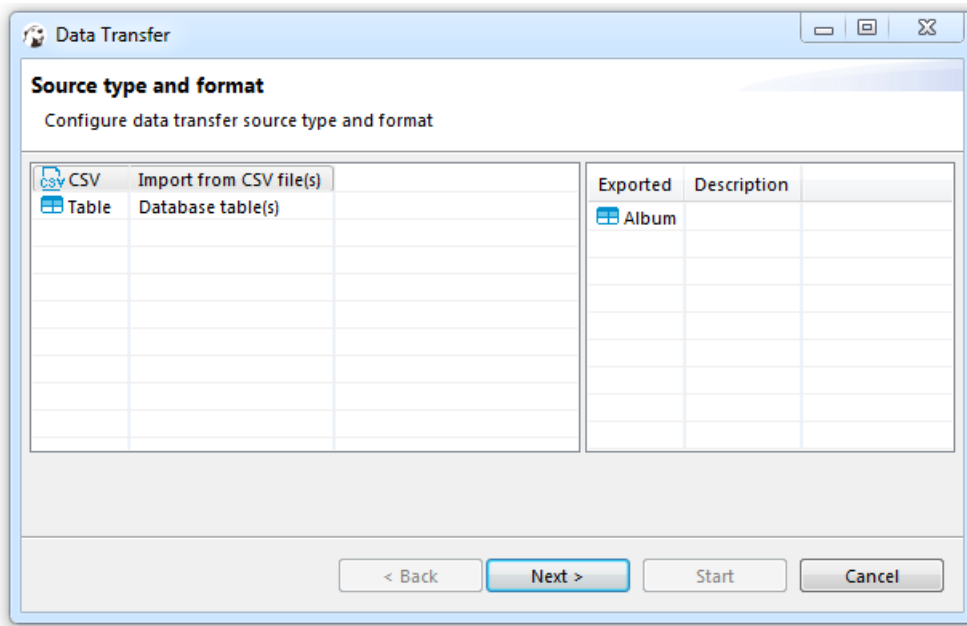 Data Transfer
Source type and format
Configure data transfer source type and format
CSV CSV Import from CSV file(s)
Table Database table(s)
Exported Description
Album
< Back Next > Start Cancel